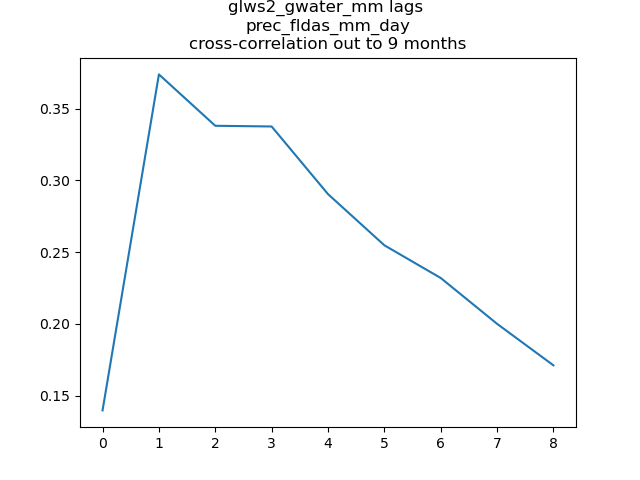 glws2_gwater_mm lags
prec_fldas_mm_day
cross-correlation out to 9 months
0.35
0.30
0.25
0.20
0.15
0 1 2 3 4 5 6 7 8